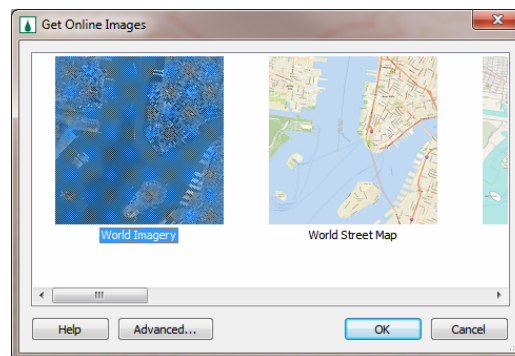 Get Online Images
World Imagery
World Street Map
Help
Advanced...
OK
Cancel